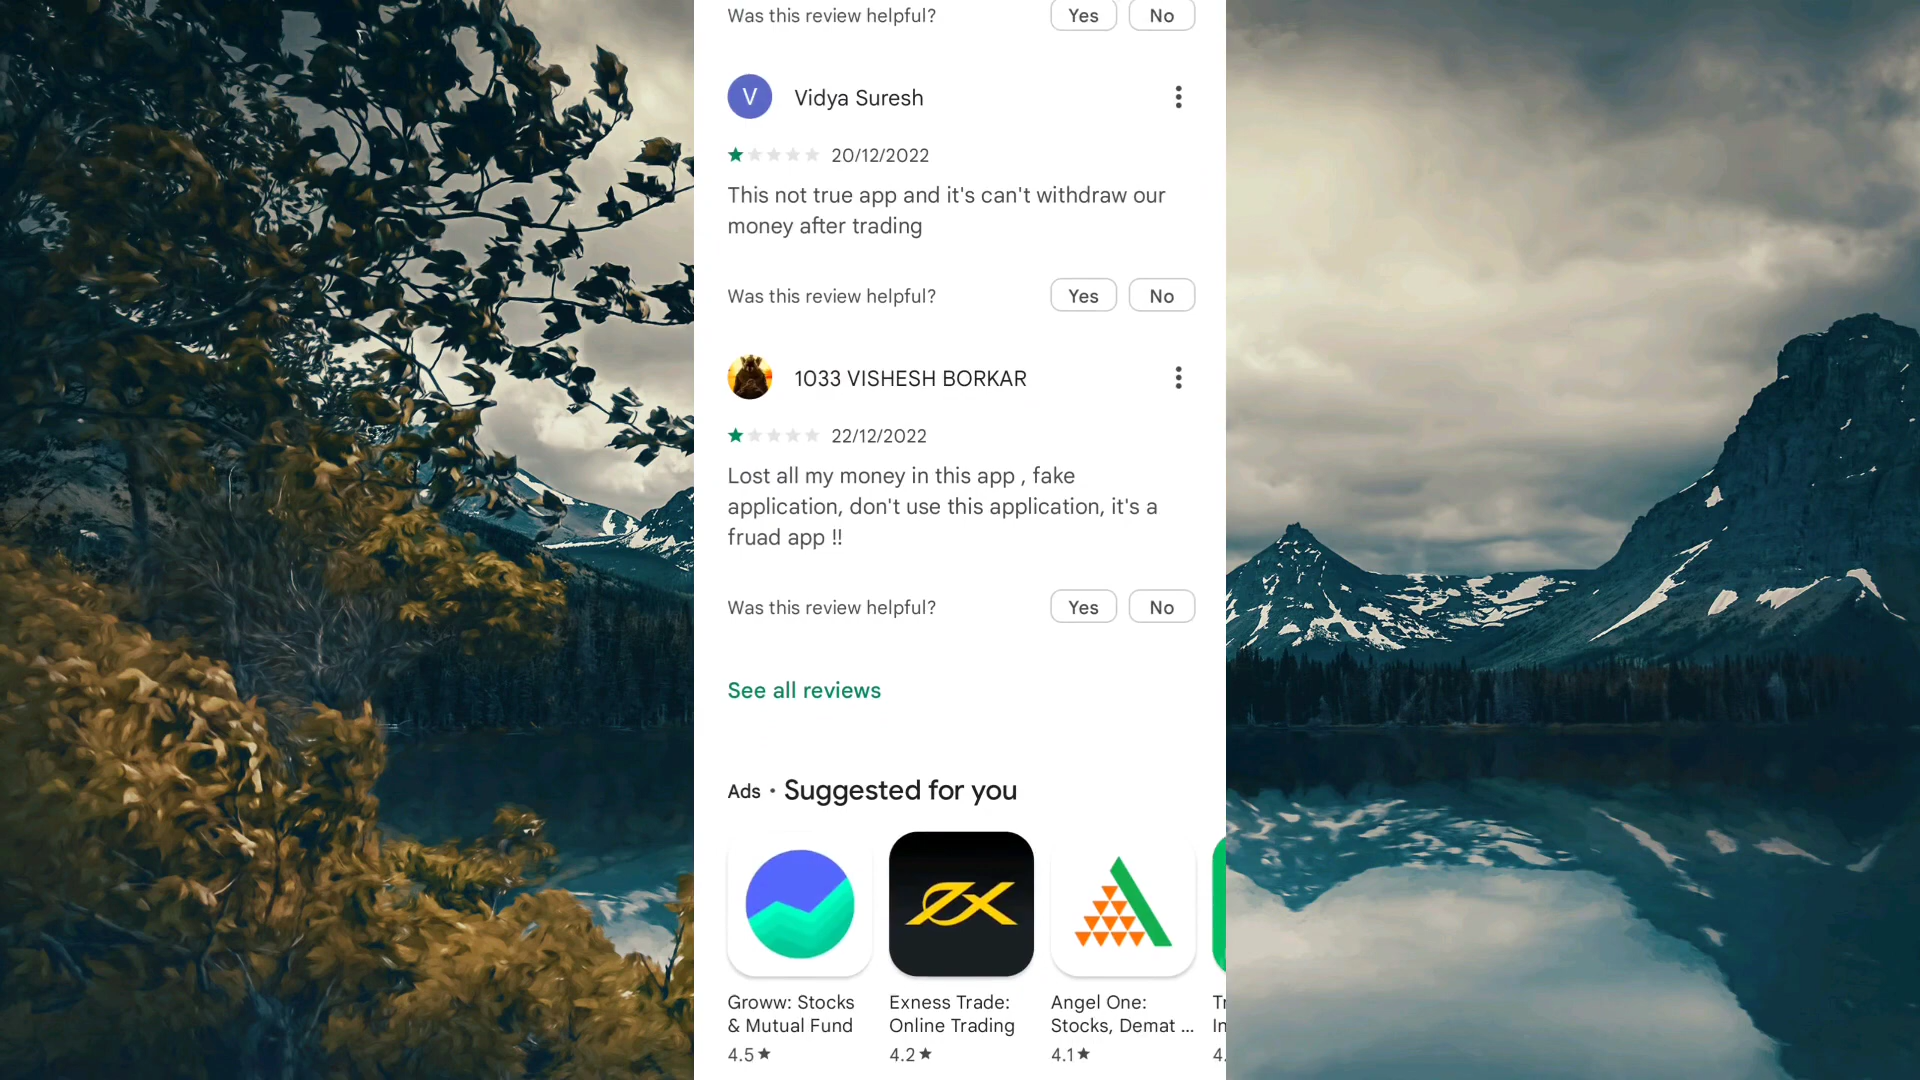 Was this review helpful? Yes No
V Vidya Suresh
20/12/2022
This not true app and it's can't withdraw our
money after trading
Was this review helpful? Yes No
1033 VISHESH BORKAR
22/12/2022
Lost all my money in this app , fake
application, don't use this application, it's a
fruad app !!
Was this review helpful? Yes No
See all reviews
Ads • Suggested for you
Groww: Stocks
& Mutual Fund
4.5★
Exness Trade:
Online Trading
4.2★
Angel One:
Stocks, Demat ...
4.1★